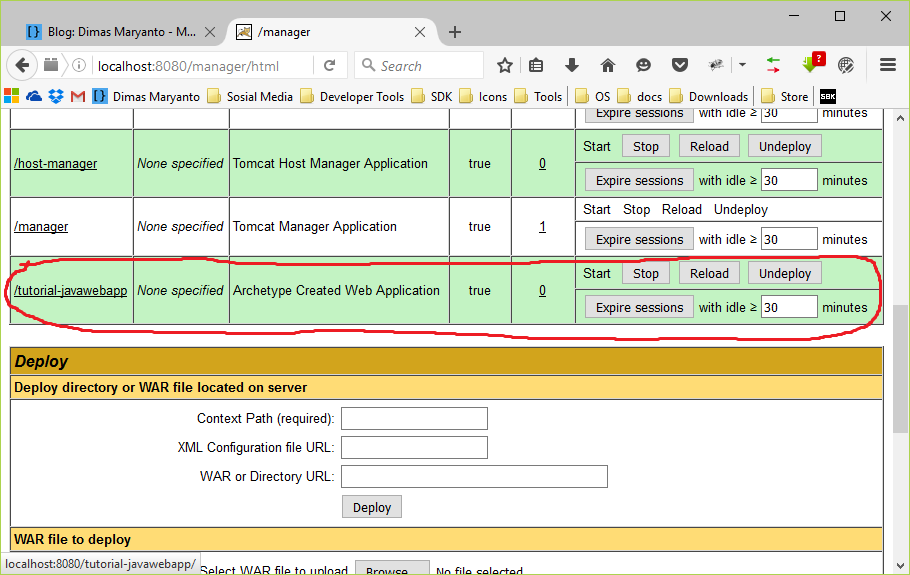 Blog: Dimas Maryanto - M...
/manager
localhost:8080/manager/html
Search
?
Dimas Maryanto
Sosial Media
Developer Tools
SDK
Icons
Tools
OS
docs
Downloads
Store
SBK
Expire sessions with idle ≥ 30 minutes
/host-manager None specified Tomcat Host Manager Application true 0 Start Stop Reload Undeploy
Expire sessions with idle ≥ 30 minutes
/manager None specified Tomcat Manager Application true 1 Start Stop Reload Undeploy
Expire sessions with idle ≥ 30 minutes
/tutorial-javawebapp None specified Archetype Created Web Application true 0 Start Stop Reload Undeploy
Expire sessions with idle ≥ 30 minutes
Deploy
Deploy directory or WAR file located on server
Context Path (required):
XML Configuration file URL:
WAR or Directory URL:
Deploy
WAR file to deploy
localhost:8080/tutorial-javawebapp/
Select WAR file to upload Browse... No file selected.